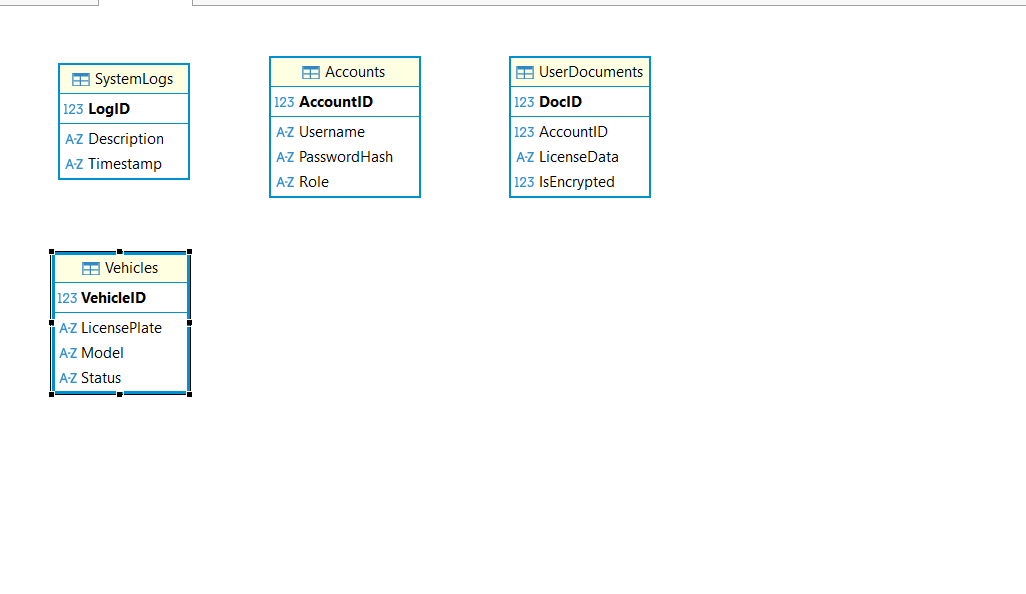 SystemLogs
123 LogID
A-Z Description
A-Z Timestamp
Accounts
123 AccountID
A-Z Username
A-Z PasswordHash
A-Z Role
UserDocuments
123 DocID
123 AccountID
A-Z LicenseData
123 IsEncrypted
Vehicles
123 VehicleID
A-Z LicensePlate
A-Z Model
A-Z Status